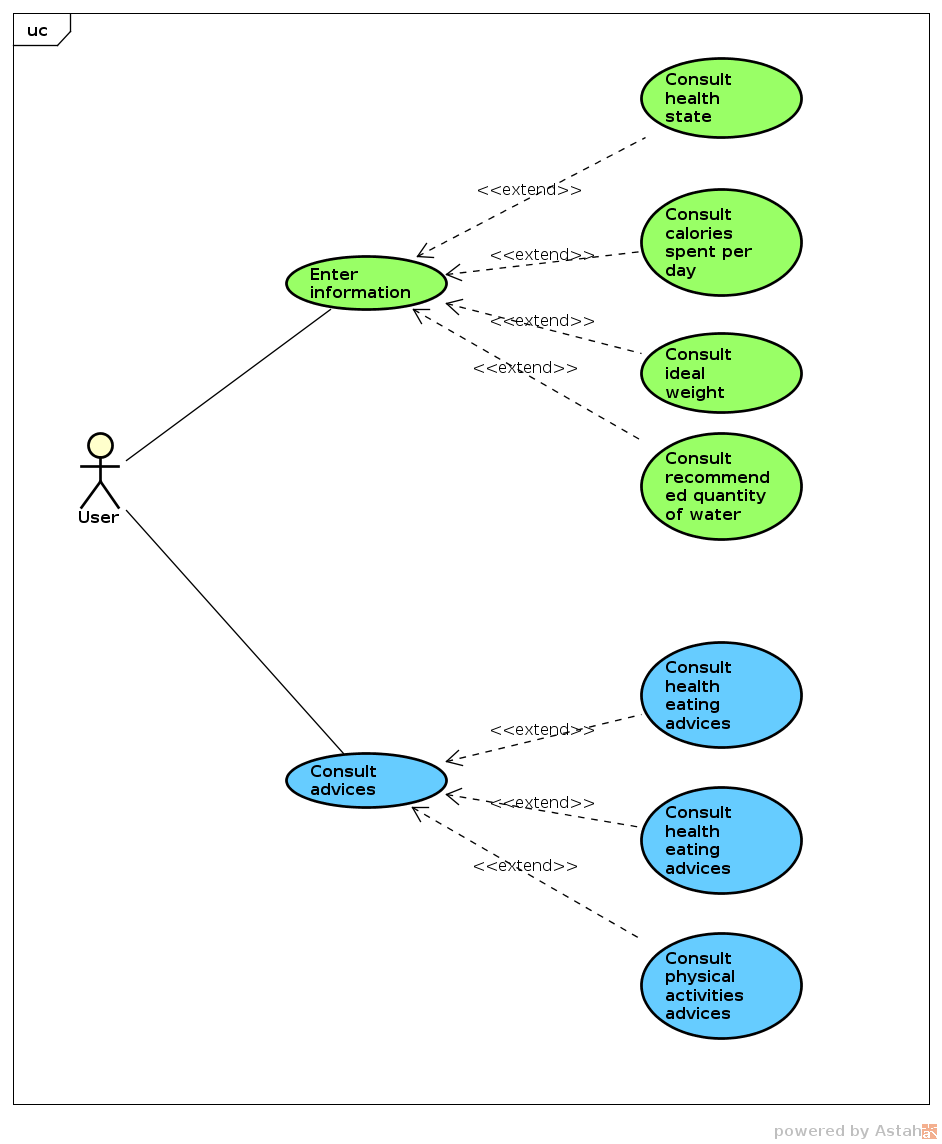 uc
Consult
health
state
<<extend>>
Consult
calories
spent per
day
<<extend>>
Enter
information
<<extend>>
Consult
ideal
weight
<<extend>>
Consult
recommend
ed quantity
of water
User
Consult
health
eating
advices
<<extend>>
Consult
advices
<<extend>>
Consult
health
eating
advices
<<extend>>
Consult
physical
activities
advices
powered by Astah